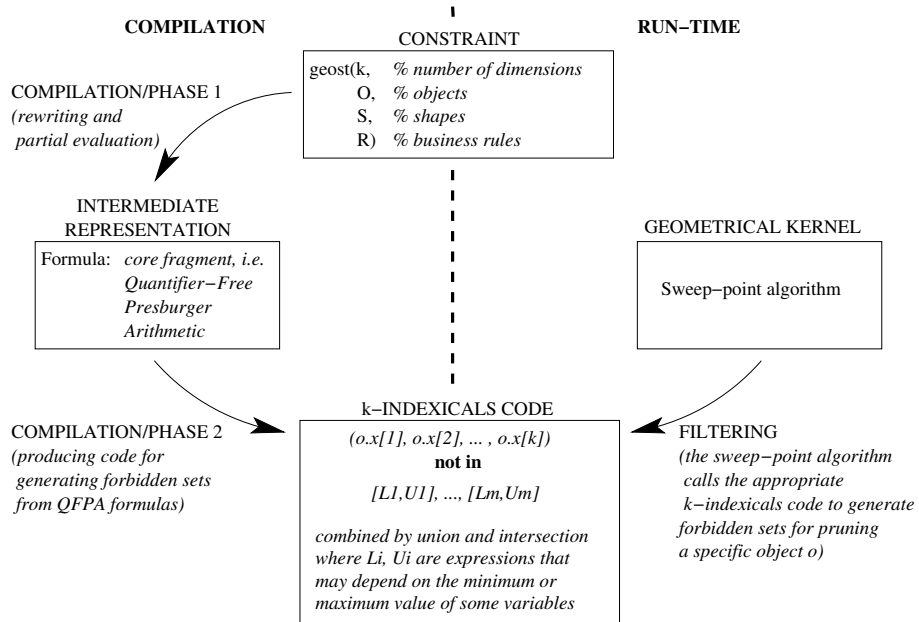 COMPILATION
RUN−TIME
CONSTRAINT
geost(k, % number of dimensions
O, % objects
S, % shapes
R) % business rules
COMPILATION/PHASE 1
(rewriting and
partial evaluation)
INTERMEDIATE
REPRESENTATION
Formula: core fragment, i.e.
Quantifier−Free
Presburger
Arithmetic
GEOMETRICAL KERNEL
Sweep−point algorithm
COMPILATION/PHASE 2
(producing code for
generating forbidden sets
from QFPA formulas)
k−INDEXICALS CODE
(o.x[1], o.x[2], ... , o.x[k])
not in
[L1,U1], ..., [Lm,Um]
combined by union and intersection
where Li, Ui are expressions that
may depend on the minimum or
maximum value of some variables
FILTERING
(the sweep−point algorithm
calls the appropriate
k−indexicals code to generate
forbidden sets for pruning
a specific object o)